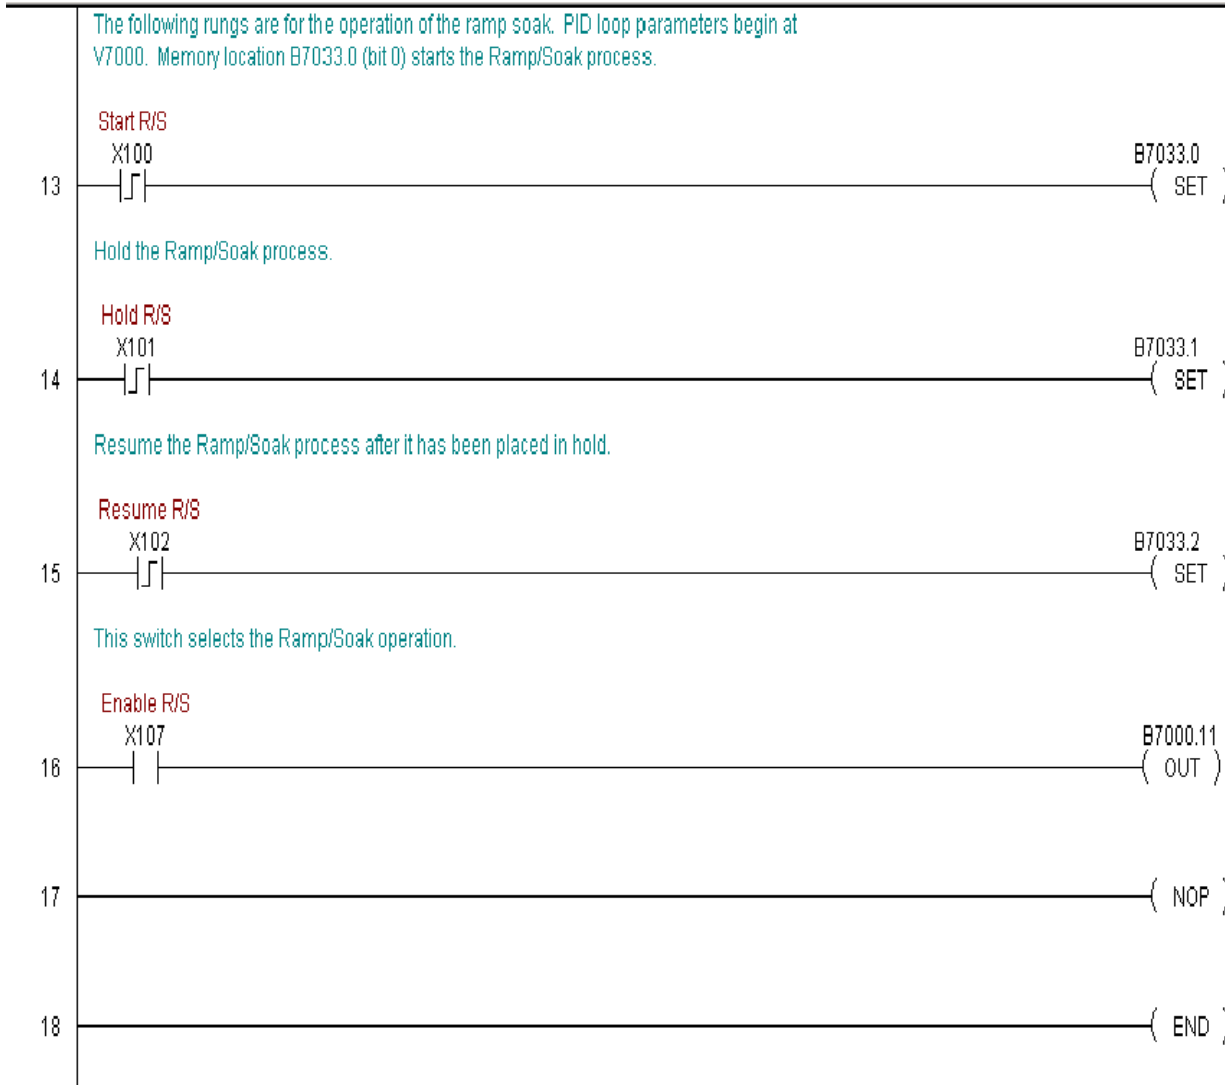 The following rungs are for the operation of the ramp soak. PID loop parameters begin at
V7000. Memory location B7033.0 (bit 0) starts the Ramp/Soak process.
Start R/S
X100
B7033.0
13
( SET )
Hold the Ramp/Soak process.
Hold R/S
X101
B7033.1
14
( SET )
Resume the Ramp/Soak process after it has been placed in hold.
Resume R/S
X102
B7033.2
15
( SET )
This switch selects the Ramp/Soak operation.
Enable R/S
X107
B7000.11
16
( OUT )
17
( NOP )
18
( END )